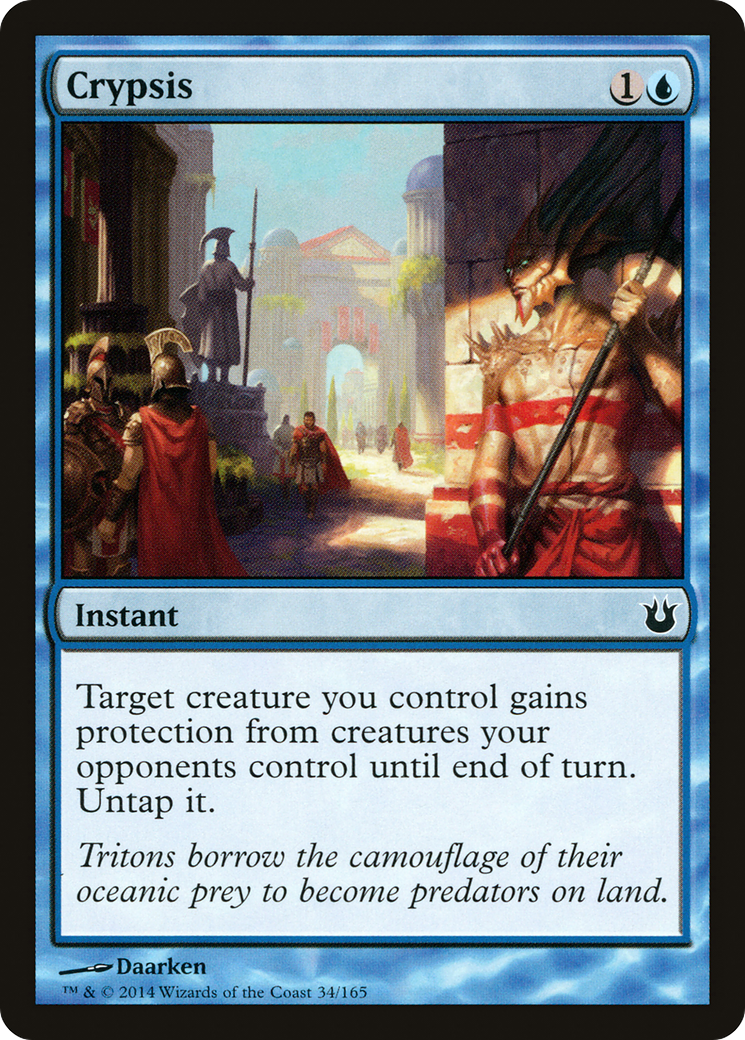 Crypsis 1
Instant
Target creature you control gains
protection from creatures your
opponents control until end of turn.
Untap it.
Tritons borrow the camouflage of their
oceanic prey to become predators on land.
Daarken
™ & © 2014 Wizards of the Coast 34/165